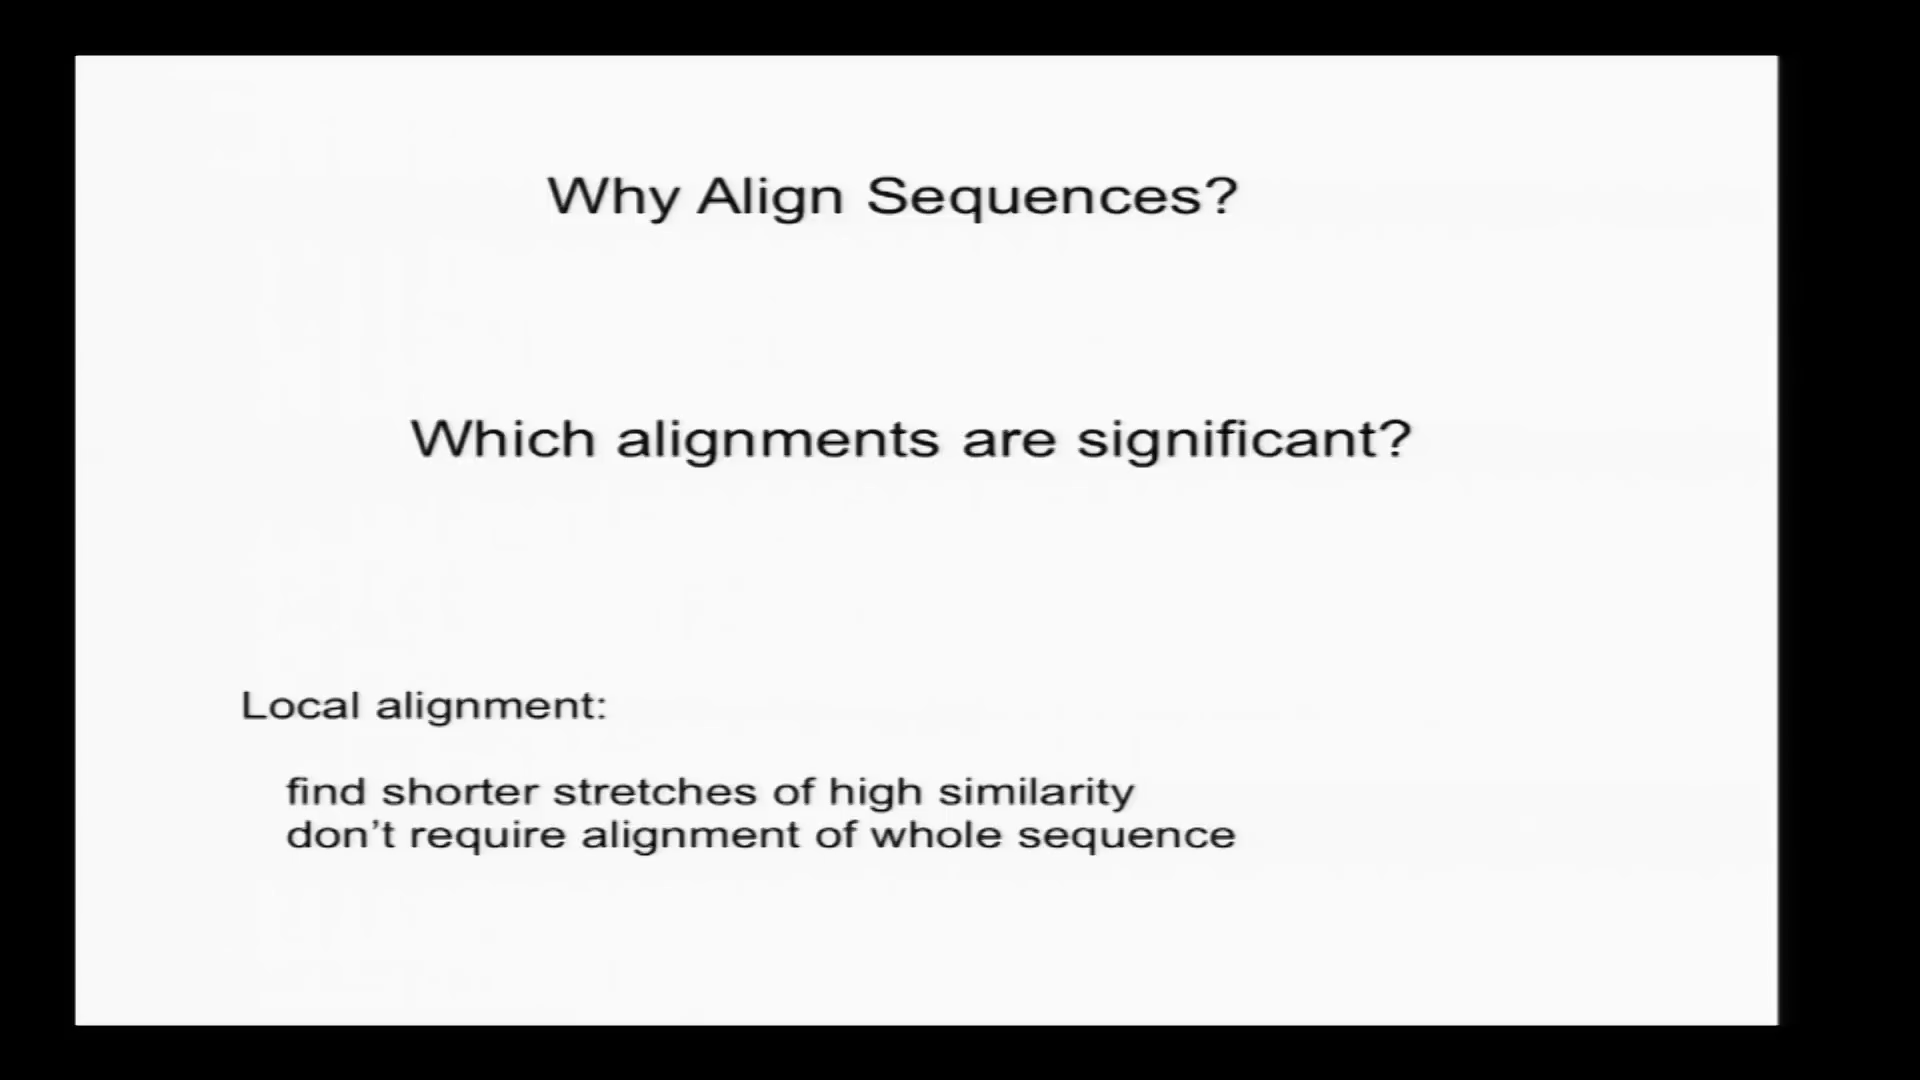 Why Align Sequences?
Which alignments are significant?
Local alignment:
find shorter stretches of high similarity
don’t require alignment of whole sequence